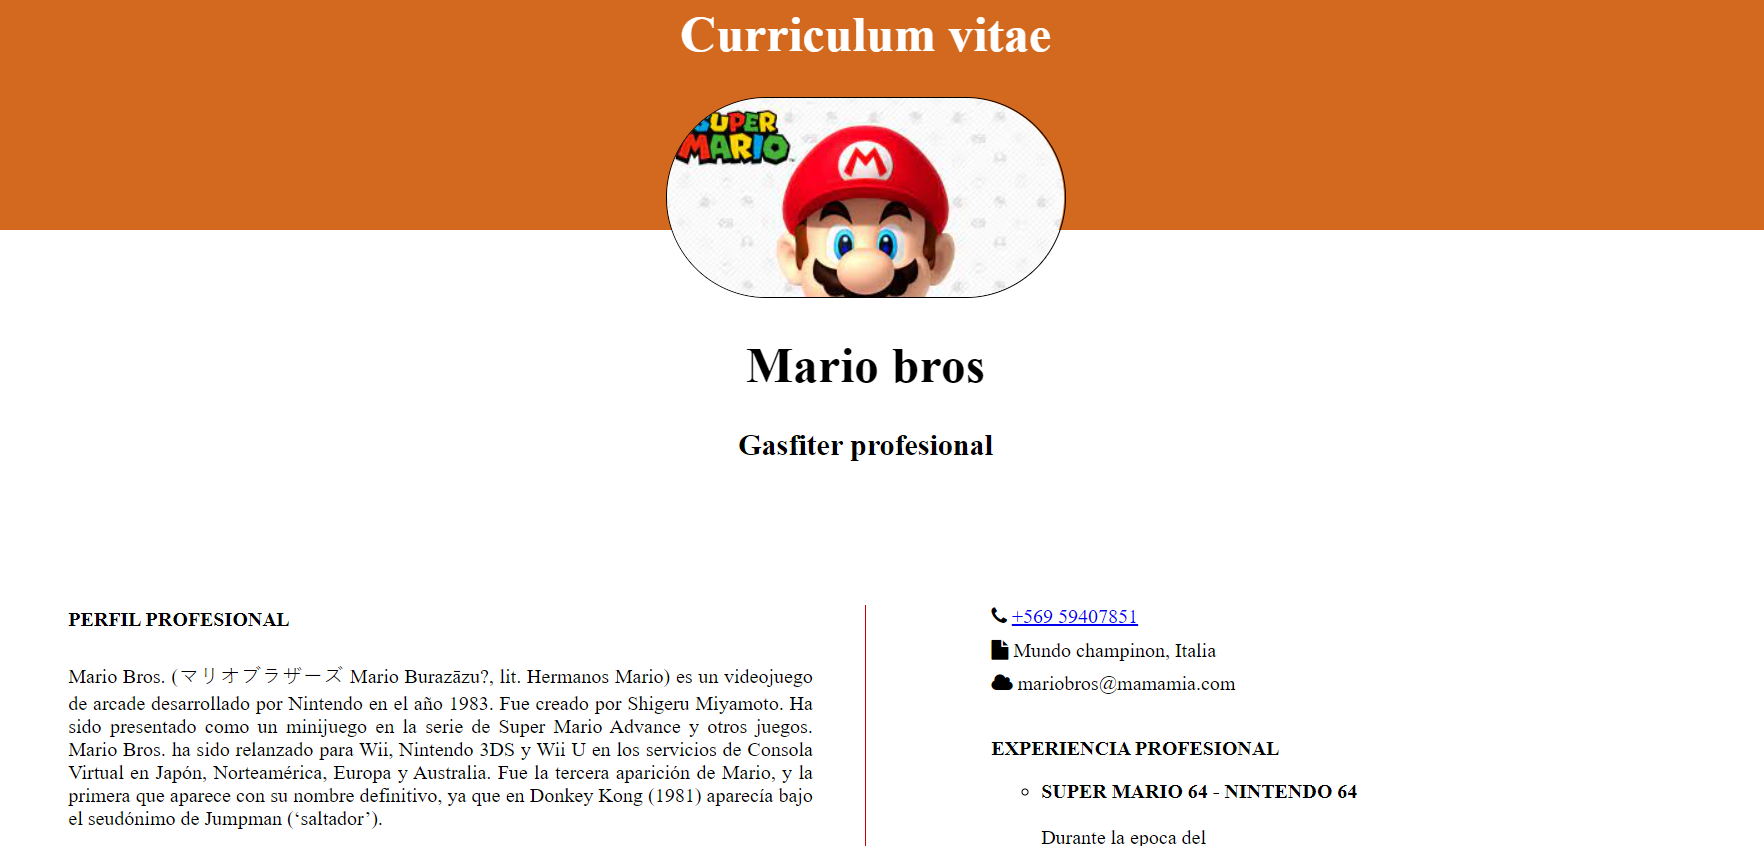 Curriculum vitae
SUPER
MARIO
TM
M
Mario bros
Gasfiter profesional
PERFIL PROFESIONAL
Mario Bros. (マリオブラザーズ Mario Burazāzu?, lit. Hermanos Mario) es un videojuego
de arcade desarrollado por Nintendo en el año 1983. Fue creado por Shigeru Miyamoto. Ha
sido presentado como un minijuego en la serie de Super Mario Advance y otros juegos.
Mario Bros. ha sido relanzado para Wii, Nintendo 3DS y Wii U en los servicios de Consola
Virtual en Japón, Norteamérica, Europa y Australia. Fue la tercera aparición de Mario, y la
primera que aparece con su nombre definitivo, ya que en Donkey Kong (1981) aparecía bajo
el seudónimo de Jumpman (‘saltador’).
+569 59407851
Mundo champinon, Italia
mariobros@mamamia.com
EXPERIENCIA PROFESIONAL
SUPER MARIO 64 - NINTENDO 64
Durante la epoca del